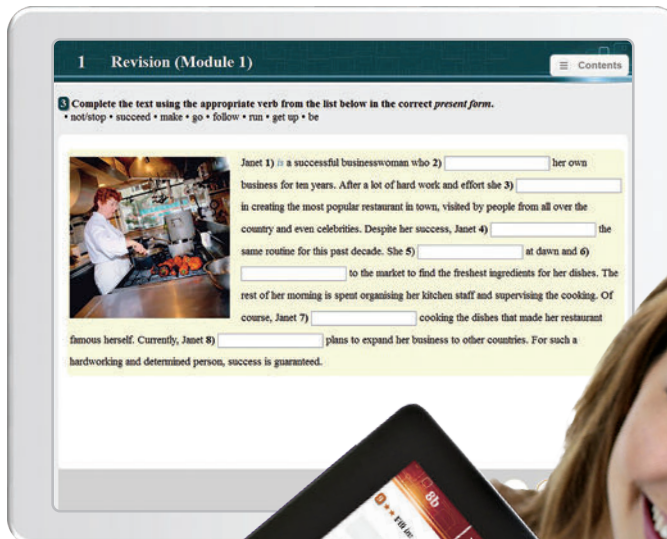 1 Revision (Module 1)
≡ Contents
3 Complete the text using the appropriate verb from the list below in the correct present form.
• not/stop • succeed • make • go • follow • run • get up • be
Janet 1) is a successful businesswoman who 2) her own
business for ten years. After a lot of hard work and effort she 3)
in creating the most popular restaurant in town, visited by people from all over the
country and even celebrities. Despite her success, Janet 4) the
same routine for this past decade. She 5) at dawn and 6)
to the market to find the freshest ingredients for her dishes. The
rest of her morning is spent organising her kitchen staff and supervising the cooking. Of
course, Janet 7) cooking the dishes that made her restaurant
famous herself. Currently, Janet 8) plans to expand her business to other countries. For such a
hardworking and determined person, success is guaranteed.
8b
Fill in: